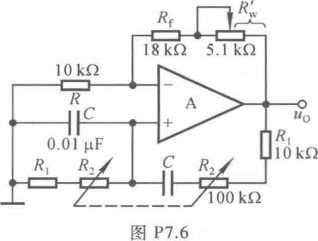 R_f
R'_w
18 kΩ
5.1 kΩ
10 kΩ
R
−
A
C
+
u_O
0.01 μF
R_1
10 kΩ
R_1
R_2
C
R_2
100 kΩ
图 P7.6